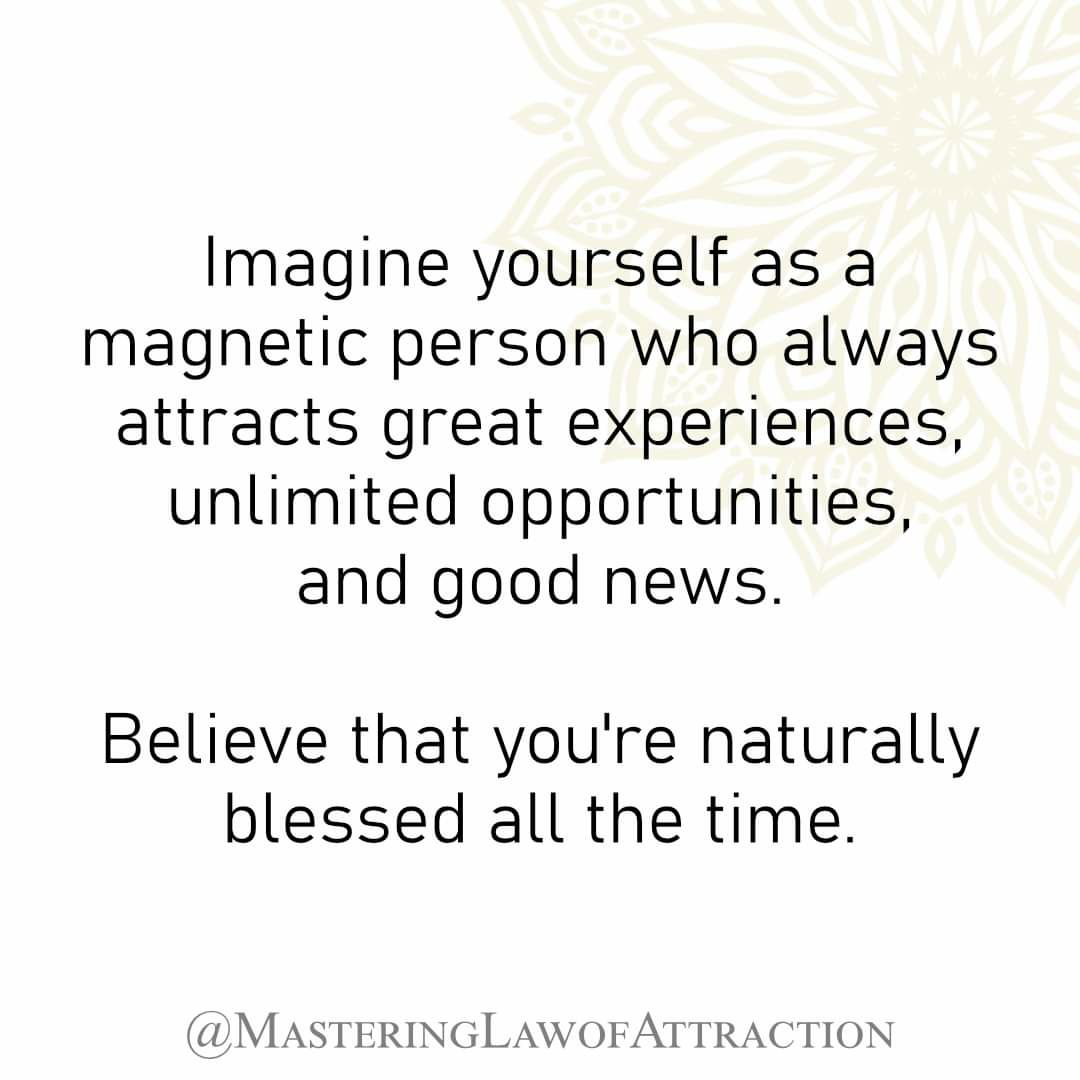 Imagine yourself as a
magnetic person who always
attracts great experiences,
unlimited opportunities,
and good news.
Believe that you're naturally
blessed all the time.
@MasteringLawofAttraction